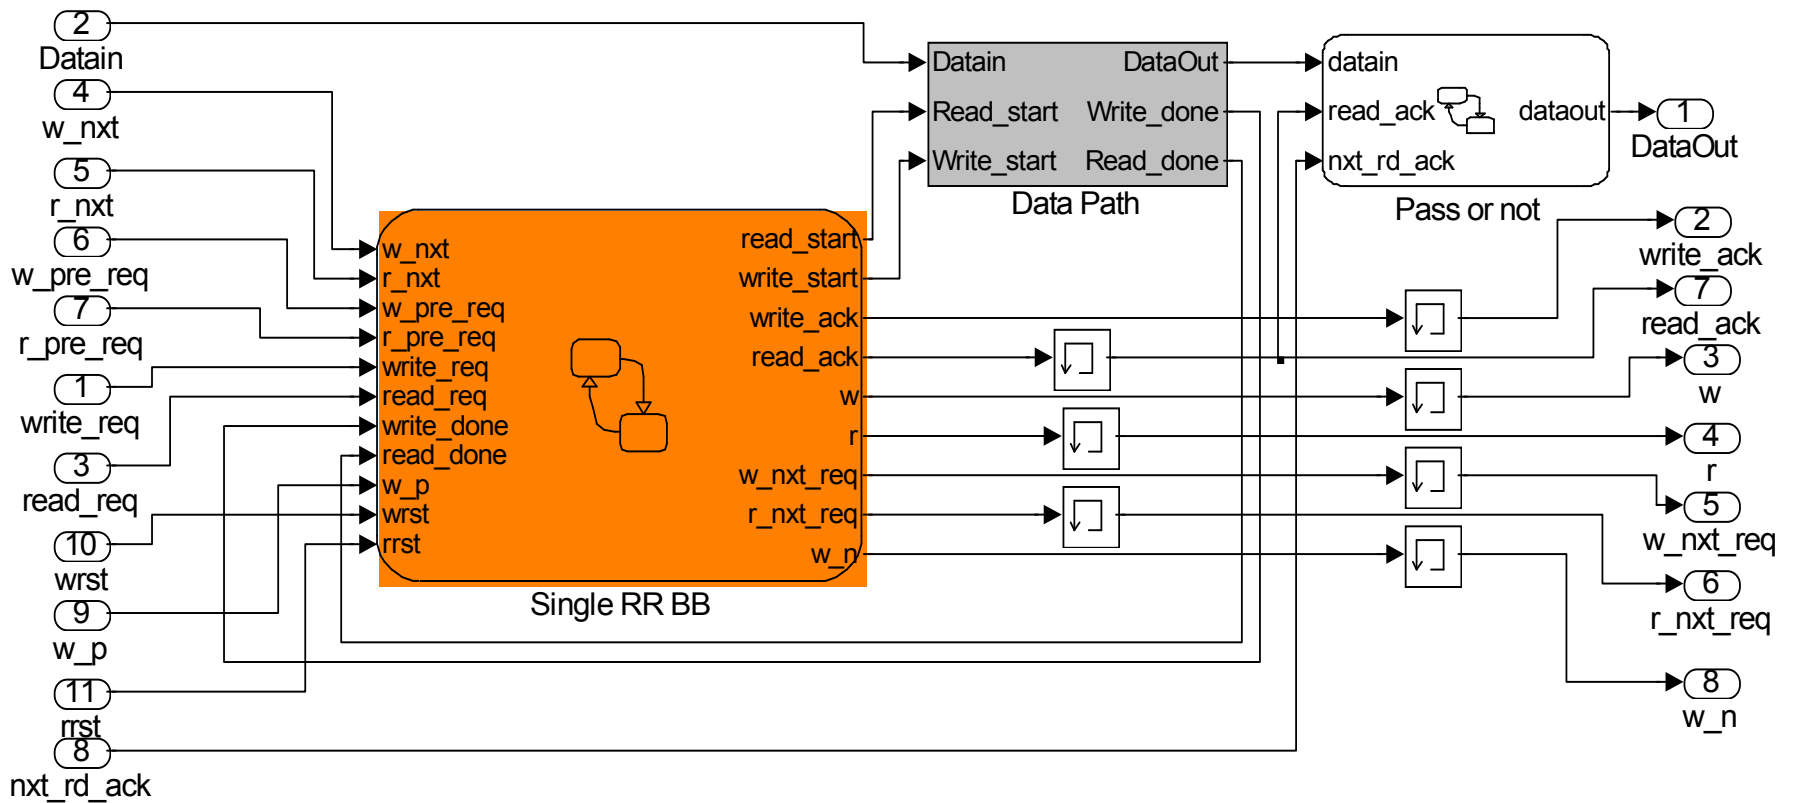 2
Datain
4
w_nxt
5
r_nxt
6
w_pre_req
7
r_pre_req
1
write_req
3
read_req
10
wrst
9
w_p
11
rrst
8
nxt_rd_ack
w_nxt
r_nxt
w_pre_req
r_pre_req
write_req
read_req
write_done
read_done
w_p
wrst
rrst
read_start
write_start
write_ack
read_ack
w
r
w_nxt_req
r_nxt_req
w_n
Single RR BB
Datain
Read_start
Write_start
DataOut
Write_done
Read_done
Data Path
datain
read_ack
nxt_rd_ack
dataout
Pass or not
1
DataOut
2
write_ack
7
read_ack
3
w
4
r
5
w_nxt_req
6
r_nxt_req
8
w_n